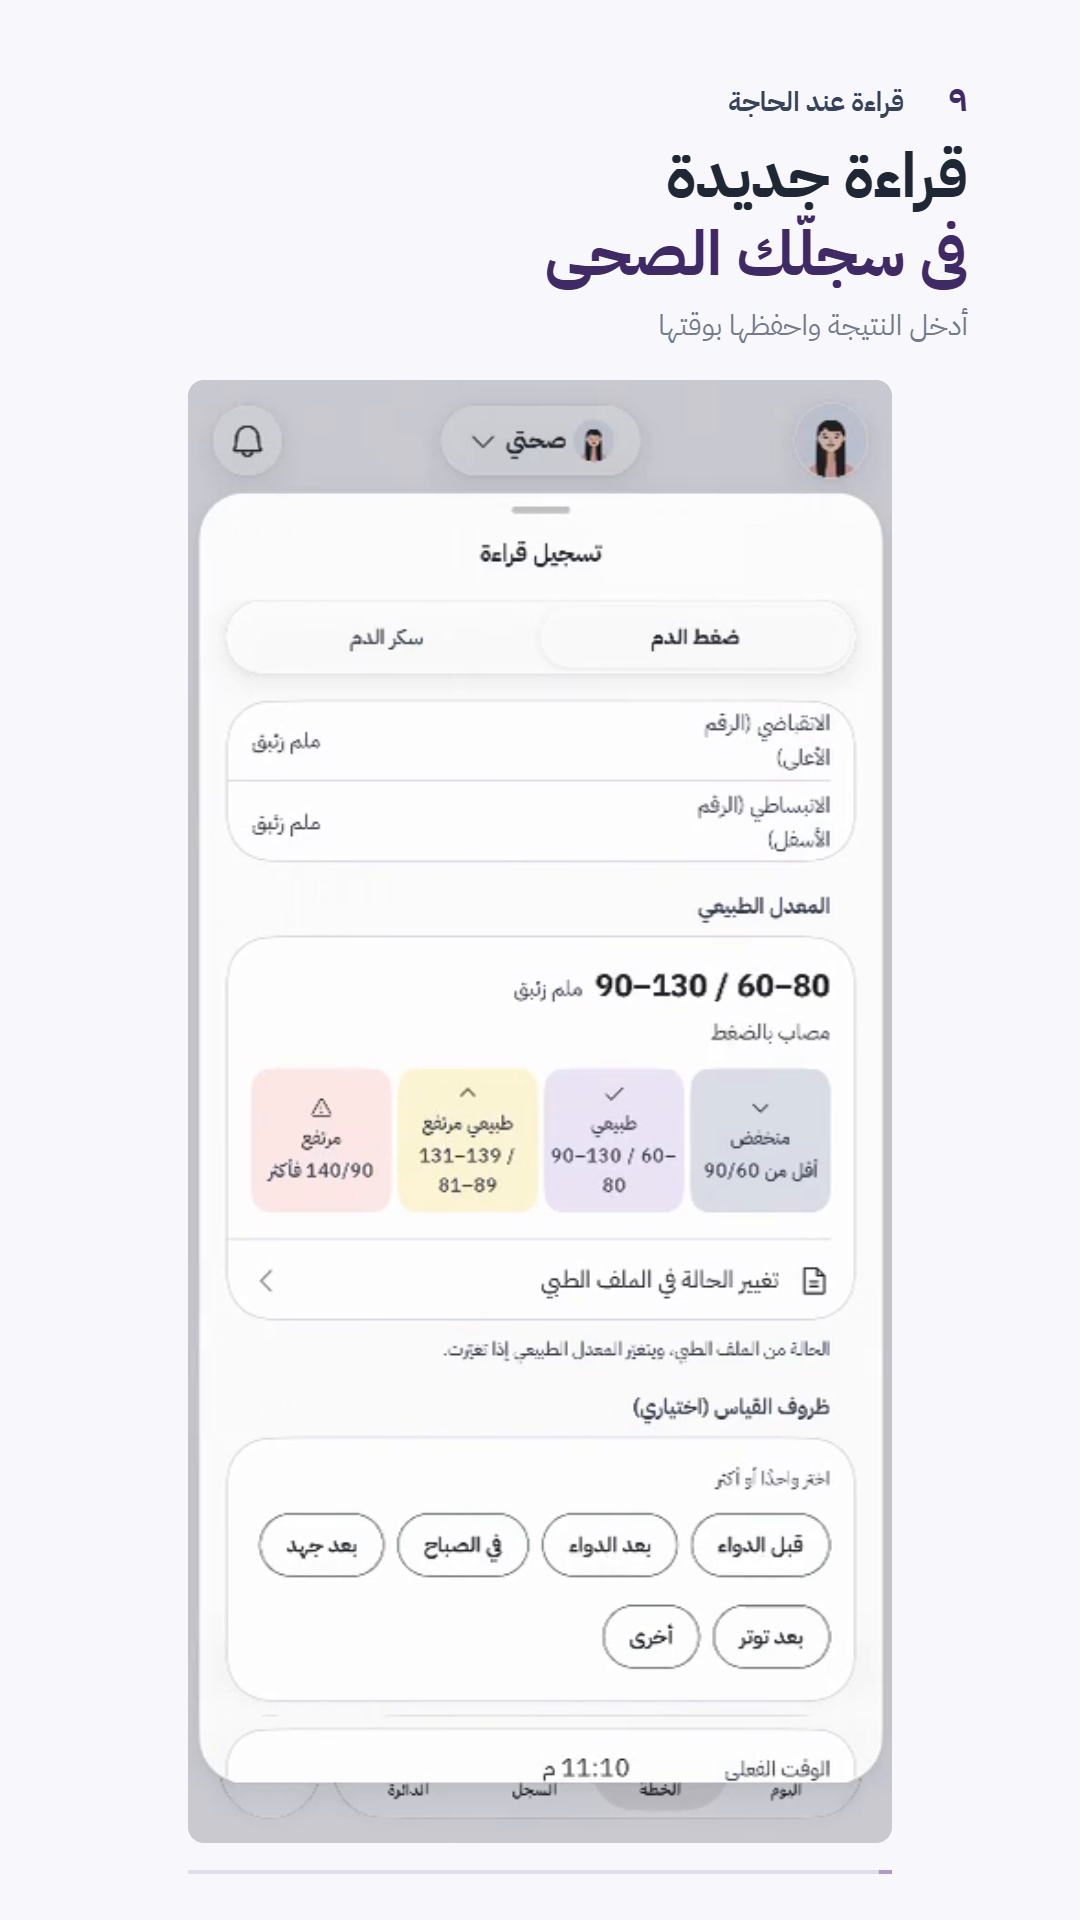 ٩ قراءة عند الحاجة
قراءة جديدة
فى سجلّك الصحى
أدخل النتيجة واحفظها بوقتها
صحتي
تسجيل قراءة
ضغط الدم
سكر الدم
الانقباضي (الرقم
الأعلى)
ملم زئبق
الانبساطي (الرقم
الأسفل)
ملم زئبق
المعدل الطبيعي
90–130 / 60–80 ملم زئبق
مصاب بالضغط
منخفض
أقل من 90/60
طبيعي
90–130 / 60–
80
طبيعي مرتفع
131–139 /
81–89
مرتفع
140/90 فأكثر
تغيير الحالة في الملف الطبي
الحالة من الملف الطبي، ويتغيّر المعدل الطبيعي إذا تغيّرت.
ظروف القياس (اختياري)
اختر واحدًا أو أكثر
قبل الدواء
بعد الدواء
في الصباح
بعد جهد
بعد توتر
أخرى
الوقت الفعلي
11:10 م
اليوم
الخطة
السجل
الدائرة